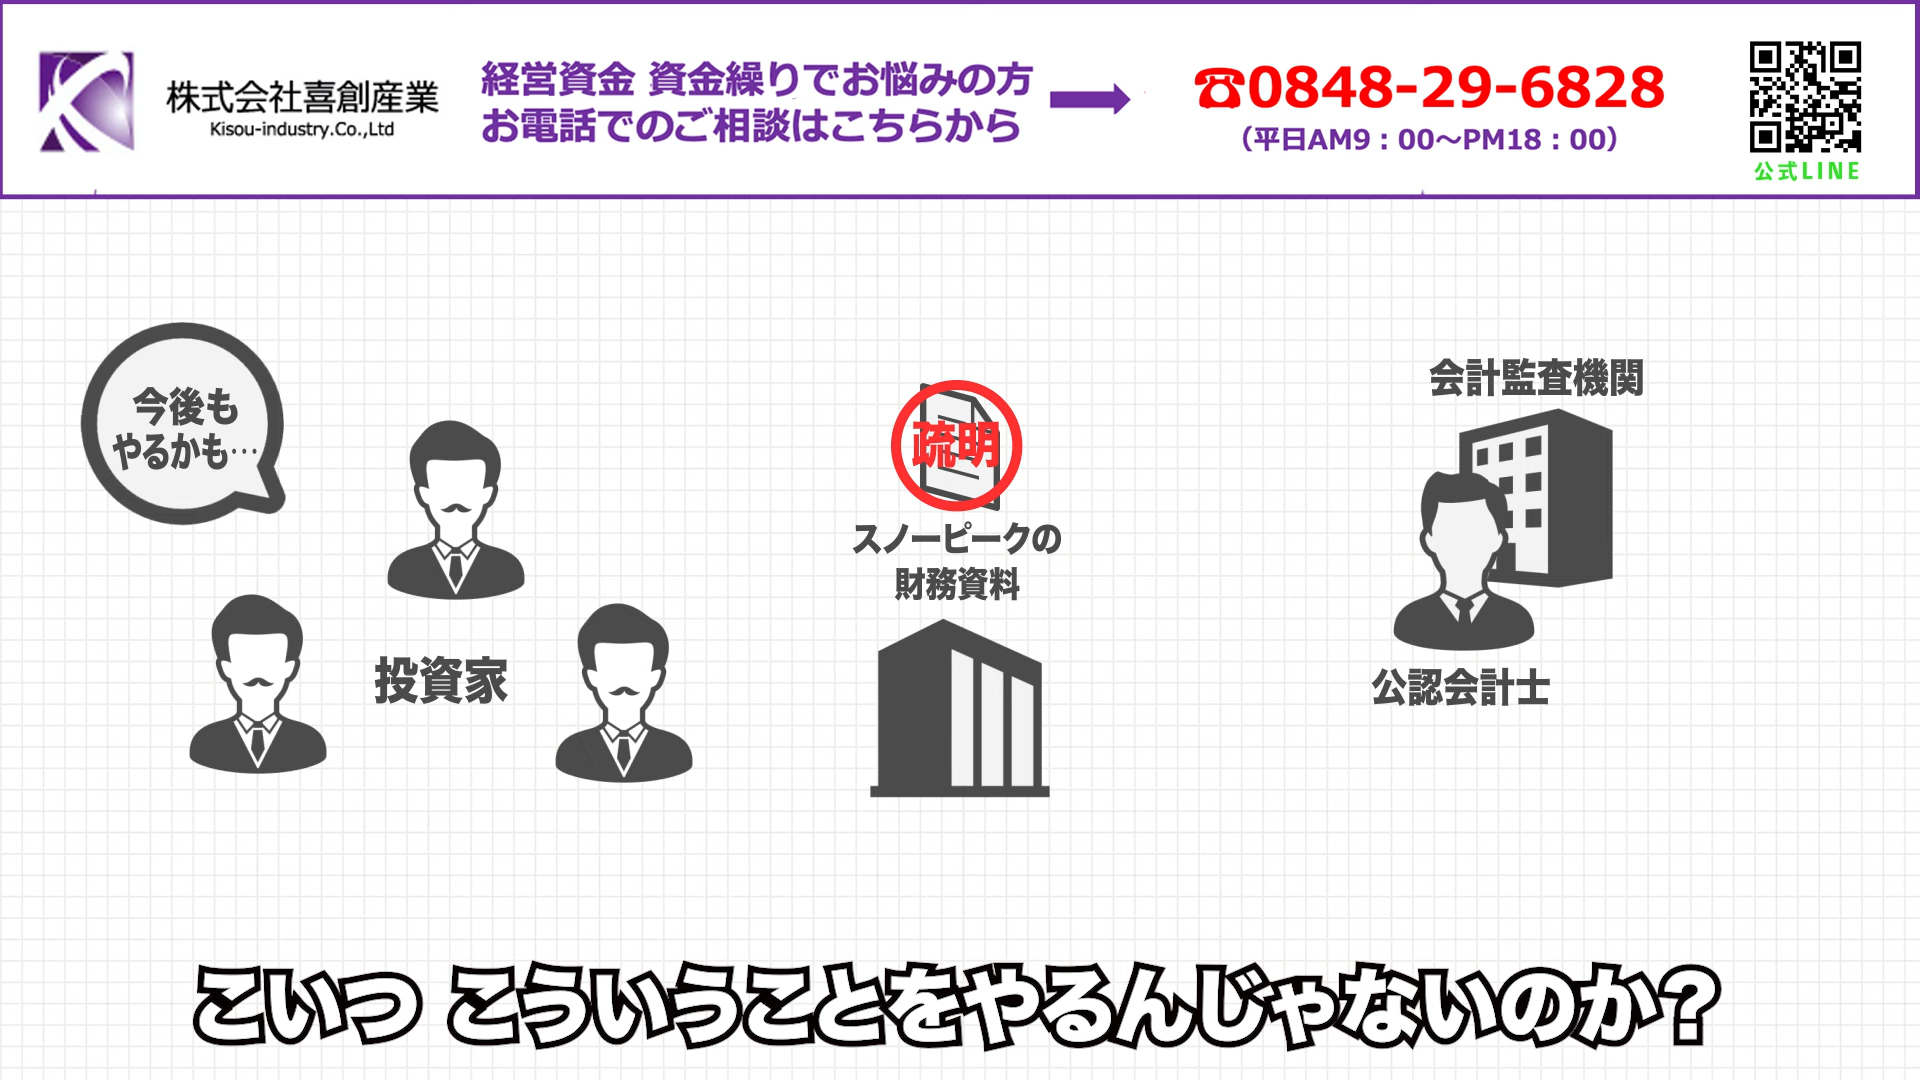 株式会社喜創産業
Kisou-industry.Co.,Ltd
経営資金 資金繰りでお悩みの方
お電話でのご相談はこちらから
☎0848-29-6828
（平日AM9：00〜PM18：00）
公式LINE
今後も
やるかも…
投資家
疏明
スノーピークの
財務資料
会計監査機関
公認会計士
こいつ こういうことをやるんじゃないのか？